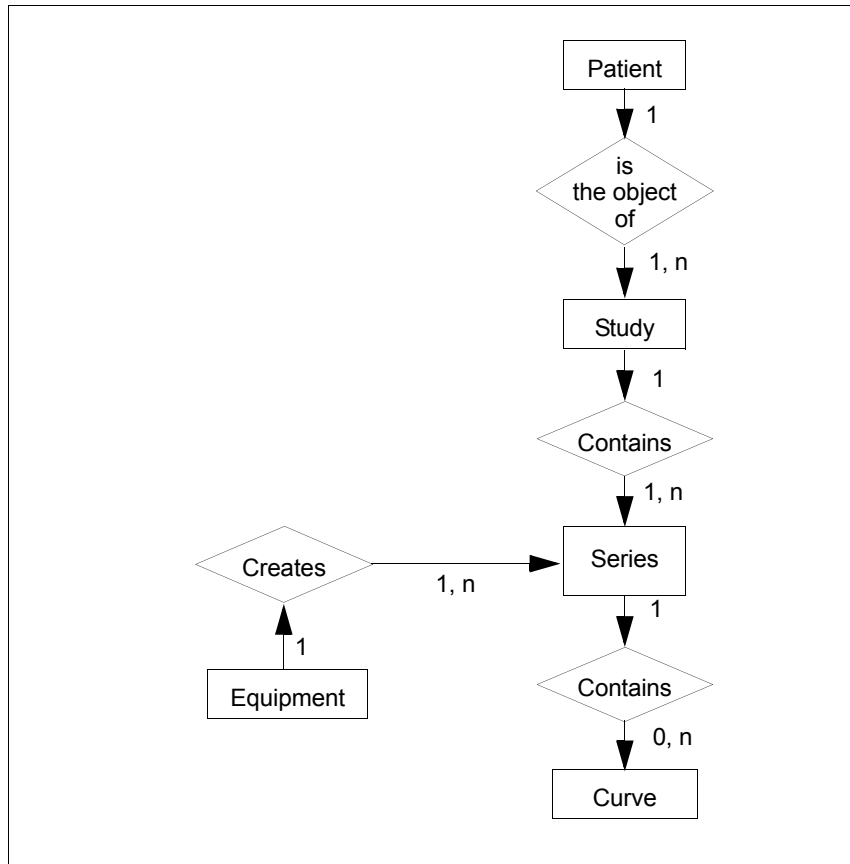 Patient
1
is
the object
of
1, n
Study
1
Contains
1, n
Series
Creates
1, n
1
1
Equipment
Contains
0, n
Curve